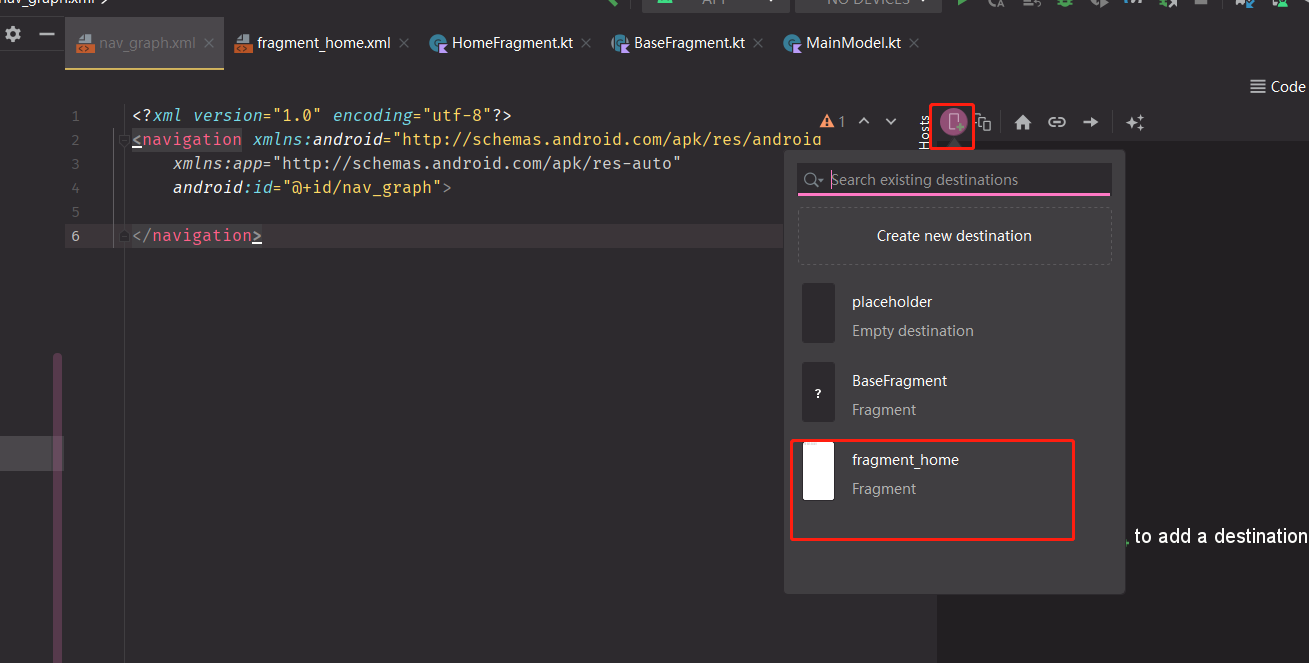 nav_graph.xml
APP
NO DEVICES
nav_graph.xml
fragment_home.xml
HomeFragment.kt
BaseFragment.kt
MainModel.kt
Code
1 <?xml version="1.0" encoding="utf-8"?>
2 <navigation xmlns:android="http://schemas.android.com/apk/res/android
3 xmlns:app="http://schemas.android.com/apk/res-auto"
4 android:id="@+id/nav_graph">
5
6 </navigation>
1
Hosts
Search existing destinations
Create new destination
placeholder
Empty destination
?
BaseFragment
Fragment
fragment_home
Fragment
to add a destination